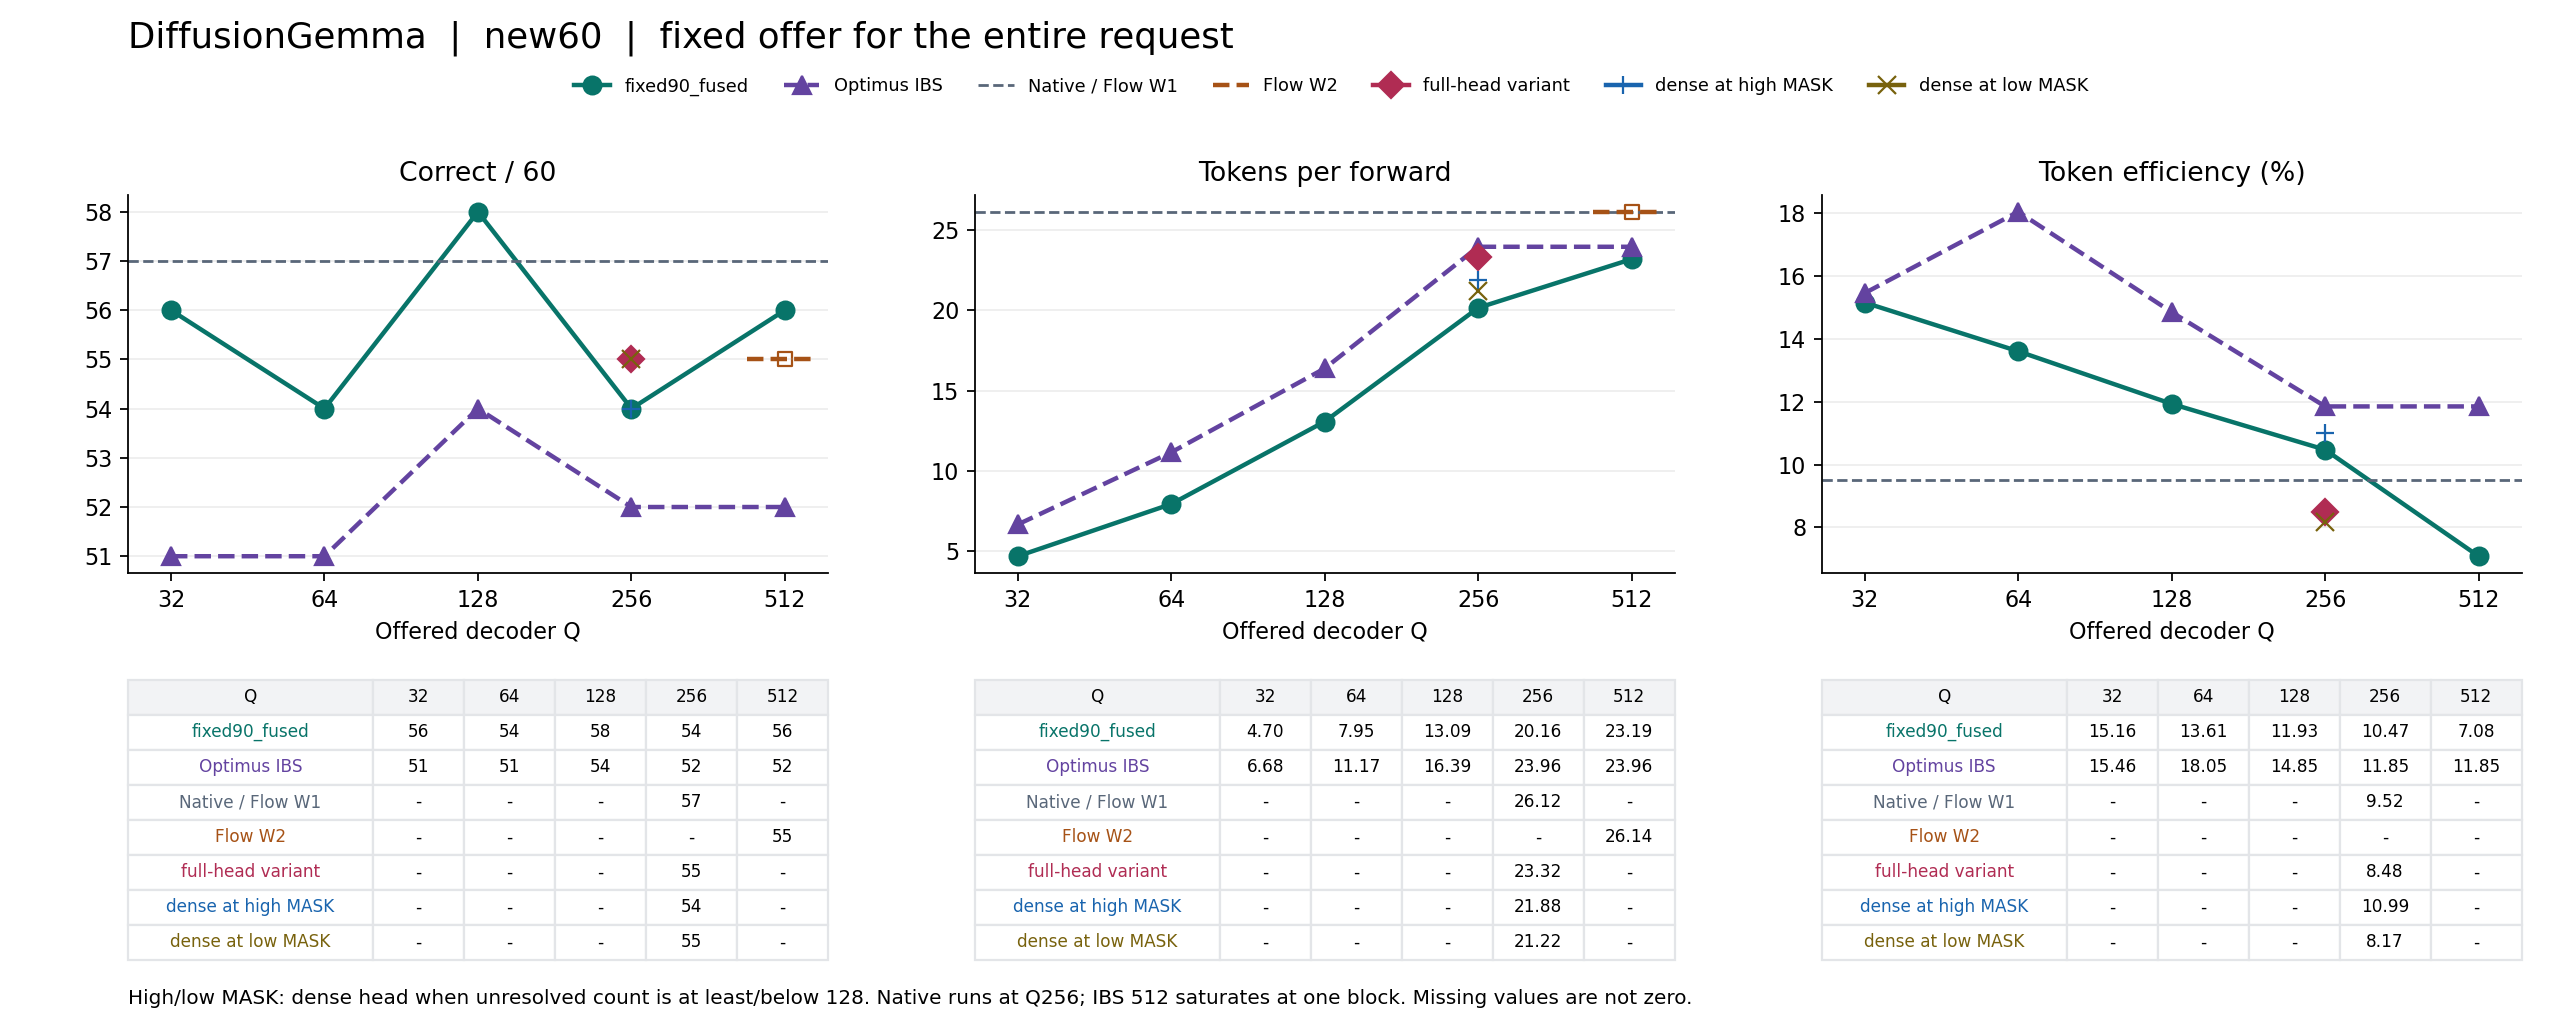 DiffusionGemma | new60 | fixed offer for the entire request
fixed90_fused Optimus IBS Native / Flow W1 Flow W2 full-head variant dense at high MASK dense at low MASK
Correct / 60
58
57
56
55
54
53
52
51
32 64 128 256 512
Offered decoder Q
Tokens per forward
25
20
15
10
5
32 64 128 256 512
Offered decoder Q
Token efficiency (%)
18
16
14
12
10
8
32 64 128 256 512
Offered decoder Q
Q 32 64 128 256 512
fixed90_fused 56 54 58 54 56
Optimus IBS 51 51 54 52 52
Native / Flow W1 - - - 57 -
Flow W2 - - - - 55
full-head variant - - - 55 -
dense at high MASK - - - 54 -
dense at low MASK - - - 55 -
Q 32 64 128 256 512
fixed90_fused 4.70 7.95 13.09 20.16 23.19
Optimus IBS 6.68 11.17 16.39 23.96 23.96
Native / Flow W1 - - - 26.12 -
Flow W2 - - - - 26.14
full-head variant - - - 23.32 -
dense at high MASK - - - 21.88 -
dense at low MASK - - - 21.22 -
Q 32 64 128 256 512
fixed90_fused 15.16 13.61 11.93 10.47 7.08
Optimus IBS 15.46 18.05 14.85 11.85 11.85
Native / Flow W1 - - - 9.52 -
Flow W2 - - - - -
full-head variant - - - 8.48 -
dense at high MASK - - - 10.99 -
dense at low MASK - - - 8.17 -
High/low MASK: dense head when unresolved count is at least/below 128. Native runs at Q256; IBS 512 saturates at one block. Missing values are not zero.